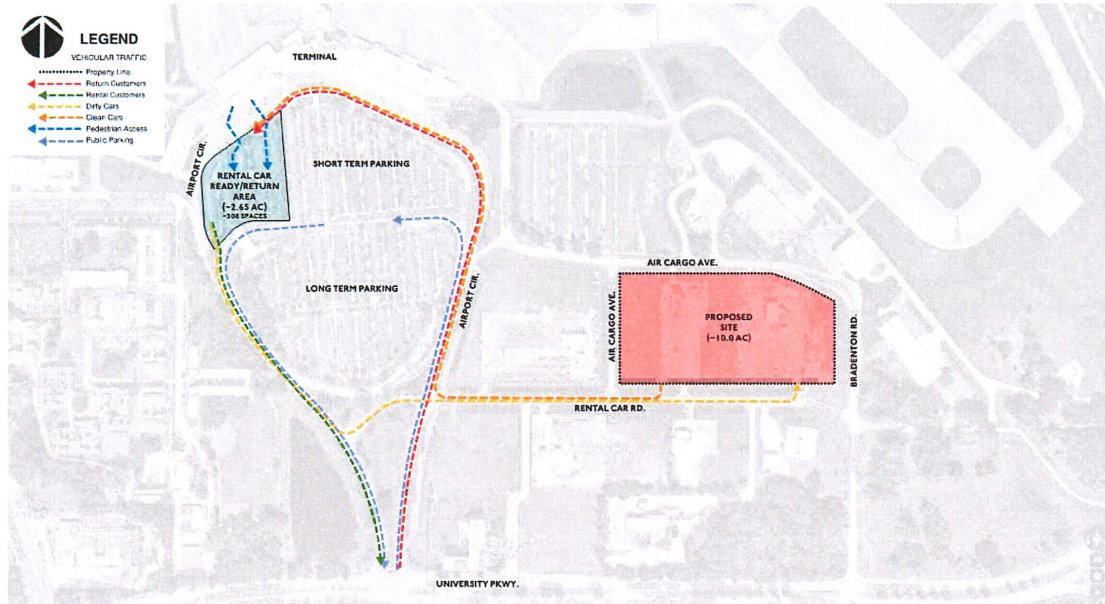 LEGEND
VEHICULAR TRAFFIC
Property Line
Return Customers
Rental Customers
Dirty Cars
Clean Cars
Pedestrian Access
Public Parking
TERMINAL
AIRPORT CIR.
SHORT TERM PARKING
RENTAL CAR
READY/RETURN
AREA
(~2.65 AC)
LONG TERM PARKING
AIRPORT CIR.
AIR CARGO AVE.
AIR CARGO AVE.
PROPOSED
SITE
(~10.0 AC)
BRADENTON RD.
RENTAL CAR RD.
UNIVERSITY PKWY.